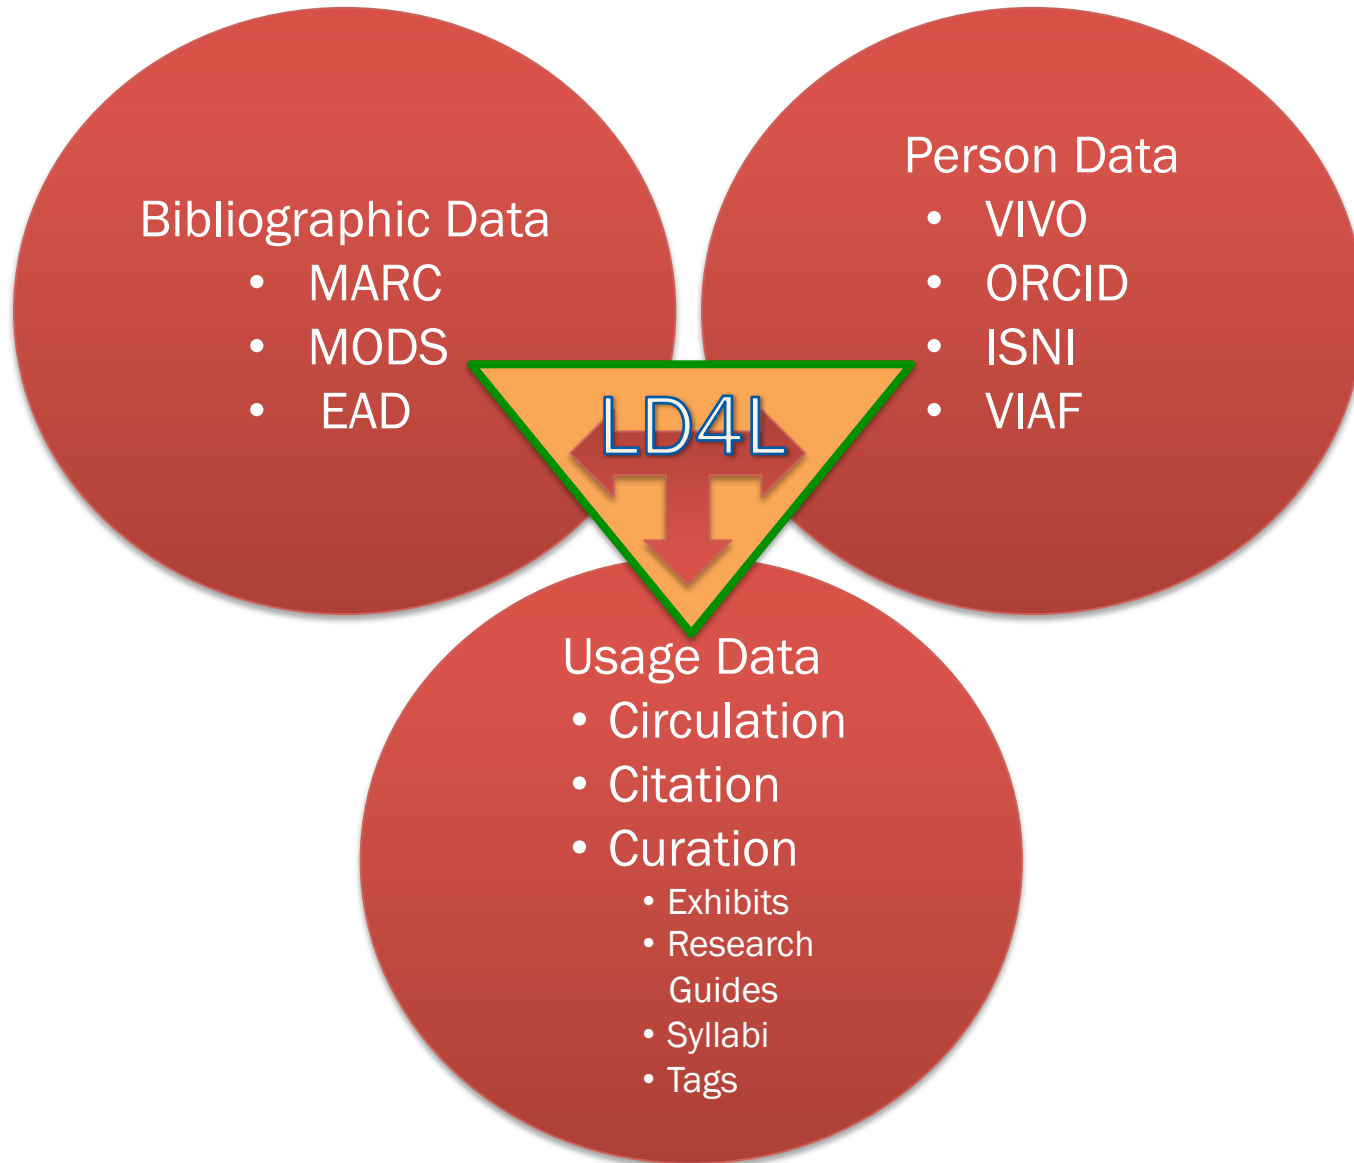 Bibliographic Data
• MARC
• MODS
• EAD
Person Data
• VIVO
• ORCID
• ISNI
• VIAF
LD4L
Usage Data
• Circulation
• Citation
• Curation
• Exhibits
• Research
Guides
• Syllabi
• Tags